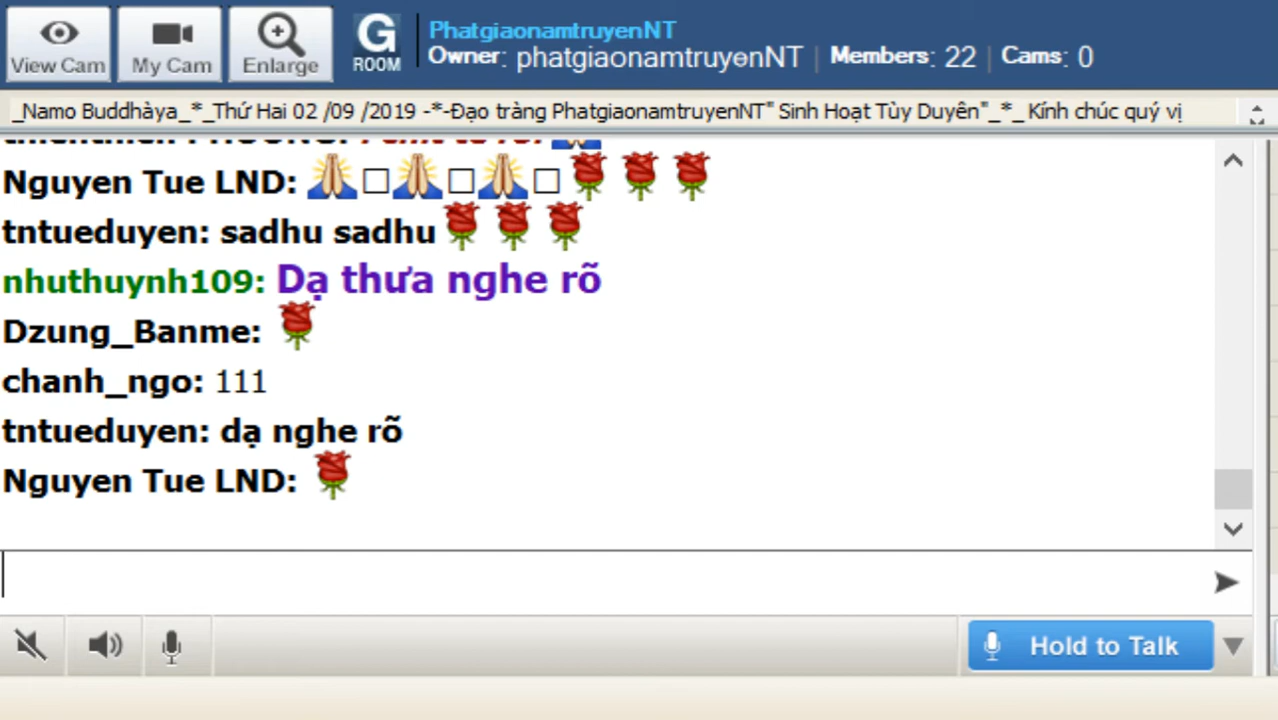 View Cam
My Cam
Enlarge
G
ROOM
PhatgiaonamtruyenNT
Owner: phatgiaonamtruyenNT | Members: 22 | Cams: 0
_Namo Buddhàya_*_Thứ Hai 02 /09 /2019 -*-Đạo tràng PhatgiaonamtruyenNT" Sinh Hoạt Tùy Duyên"_*_ Kính chúc quý vị
Nguyen Tue LND: 🙏□🙏□🙏□🌹🌹🌹
tntueduyen: sadhu sadhu🌹🌹🌹
nhuthuynh109: Dạ thưa nghe rõ
Dzung_Banme: 🌹
chanh_ngo: 111
tntueduyen: dạ nghe rõ
Nguyen Tue LND: 🌹
Hold to Talk